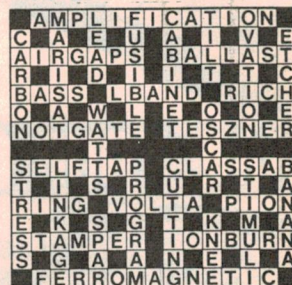 AMPLIFICATION
C A E U A I V E
AIRGAPS BALLAST
R I D I I T T C
BASS LBAND RICH
O A W L E O O E
NOTGATE TESZNER
T C
SELFTAP CLASSAB
T I S R U R T A
RING VOLTA PION
E K S G T K M A
STAMPER IONBURN
S G A A N E L A
FERROMAGNETIC